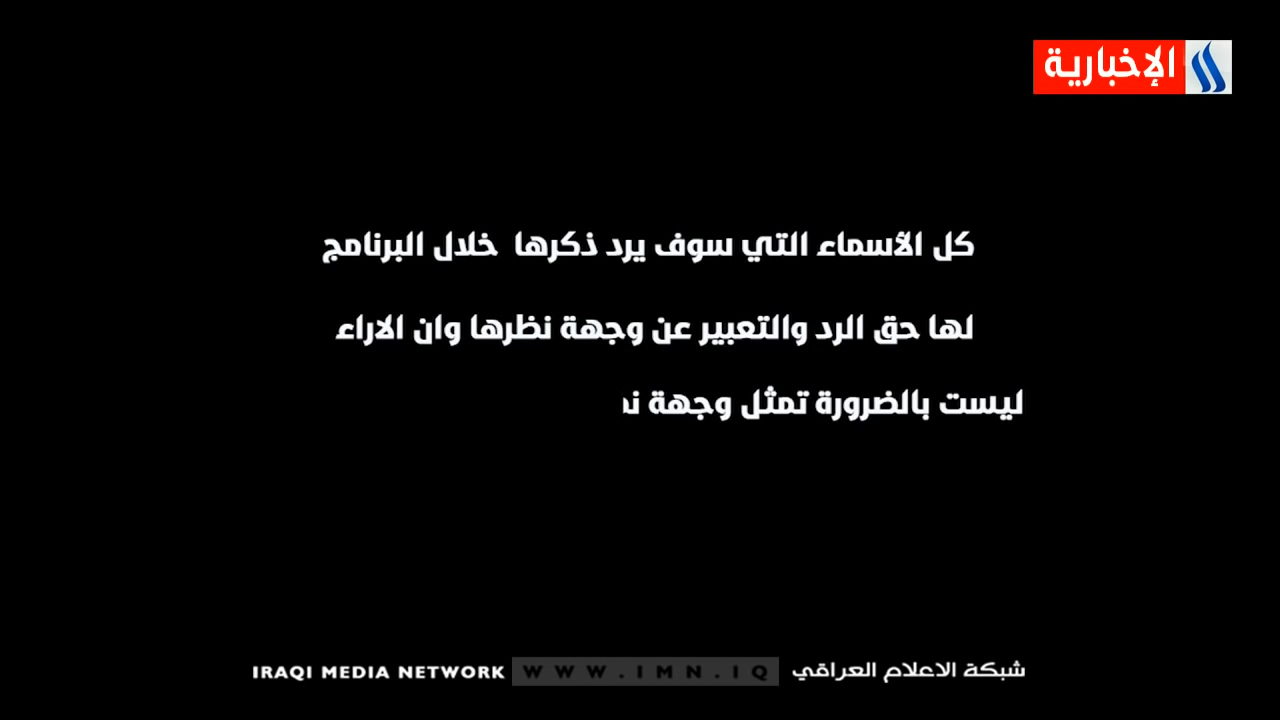 الإخبارية
كل الأسماء التي سوف يرد ذكرها خلال البرنامج
لها حق الرد والتعبير عن وجهة نظرها وان الاراء
ليست بالضرورة تمثل وجهة
شبكة الاعلام العراقي WWW.IMN.IQ IRAQI MEDIA NETWORK